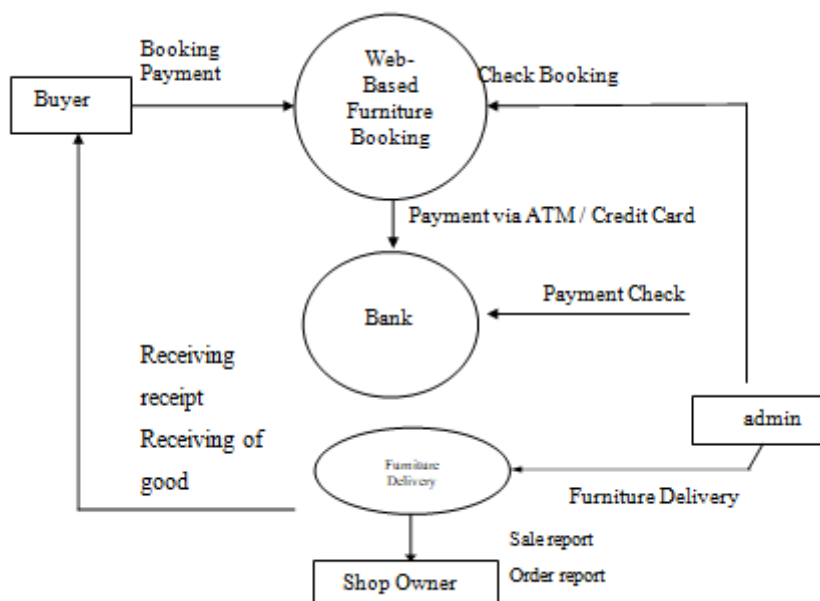 Booking
Payment
Buyer
Web-
Based
Furniture
Booking
Check Booking
Payment via ATM / Credit Card
Bank
Payment Check
Receiving
receipt
Receiving of
good
admin
Furniture
Delivery
Furniture Delivery
Sale report
Shop Owner
Order report